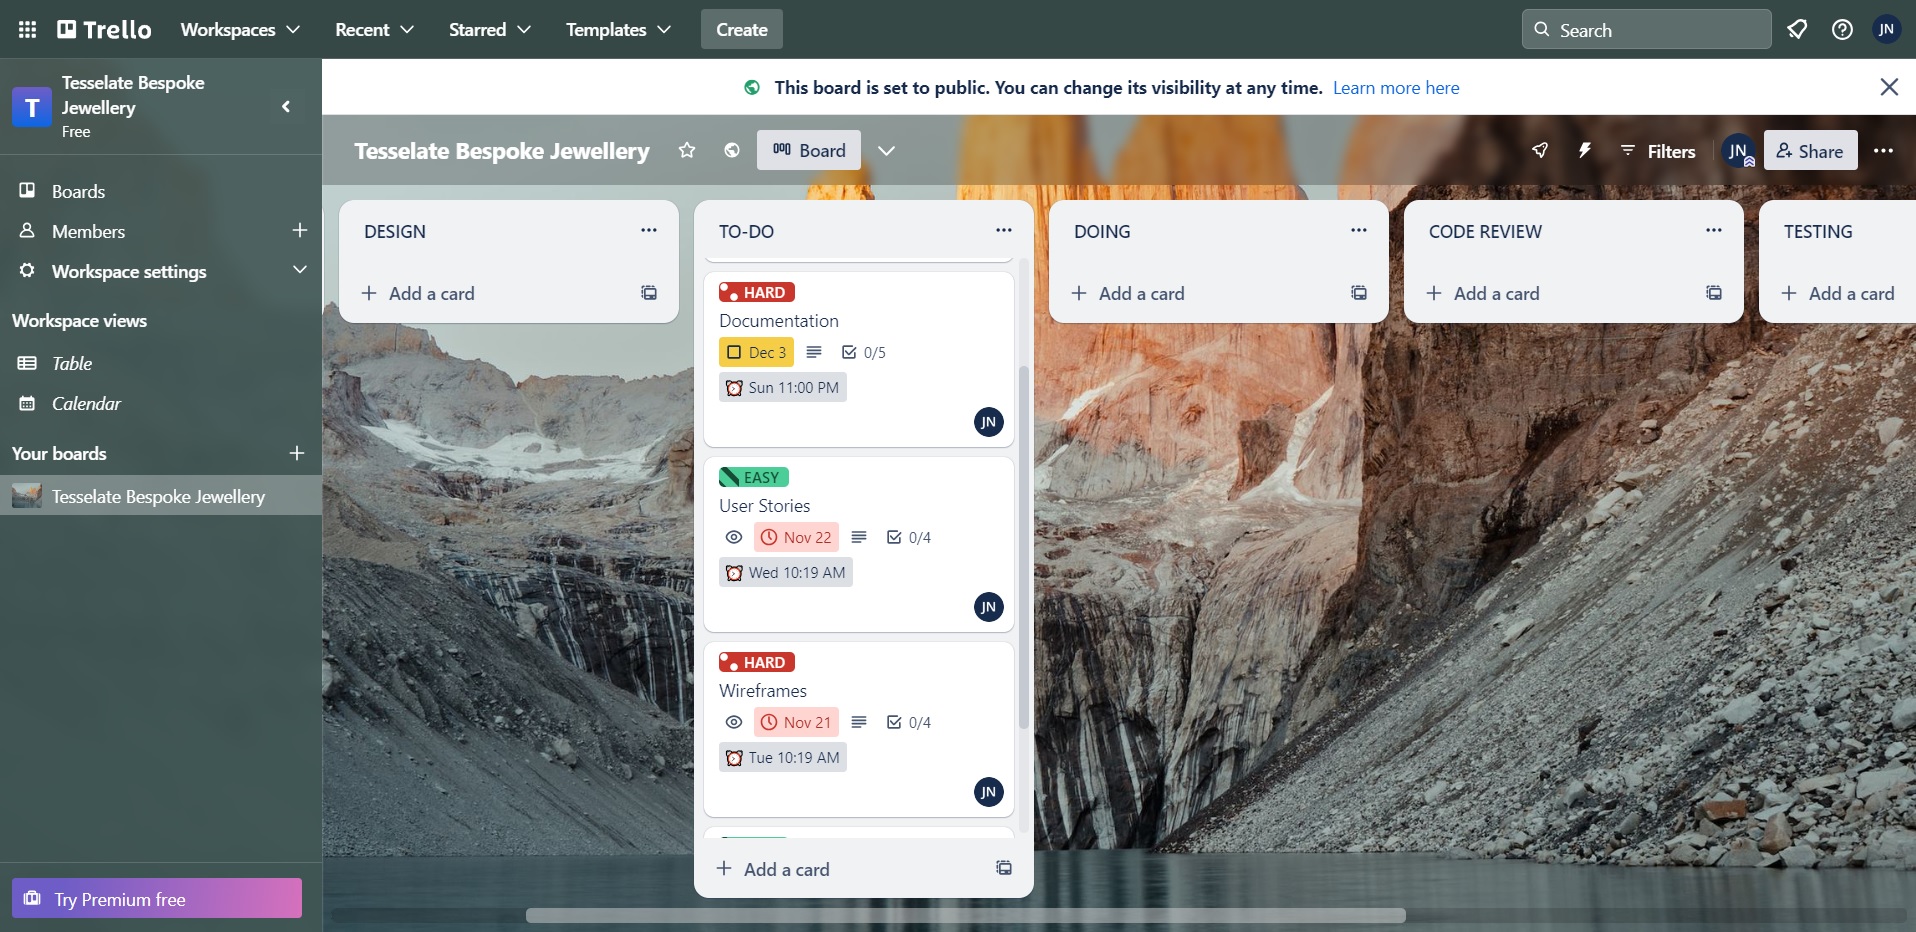 Trello
Workspaces
Recent
Starred
Templates
Create
Search
JN
T
Tesselate Bespoke
Jewellery
Free
This board is set to public. You can change its visibility at any time. Learn more here
Tesselate Bespoke Jewellery
Board
Filters
JN
Share
Boards
Members
Workspace settings
Workspace views
Table
Calendar
Your boards
Tesselate Bespoke Jewellery
Try Premium free
DESIGN
Add a card
TO-DO
HARD
Documentation
Dec 3
0/5
Sun 11:00 PM
JN
EASY
User Stories
Nov 22
0/4
Wed 10:19 AM
JN
HARD
Wireframes
Nov 21
0/4
Tue 10:19 AM
JN
Add a card
DOING
Add a card
CODE REVIEW
Add a card
TESTING
Add a card